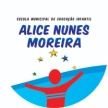 ESCOLA MUNICIPAL DE EDUCAÇÃO INFANTIL
ALICE NUNES
MOREIRA